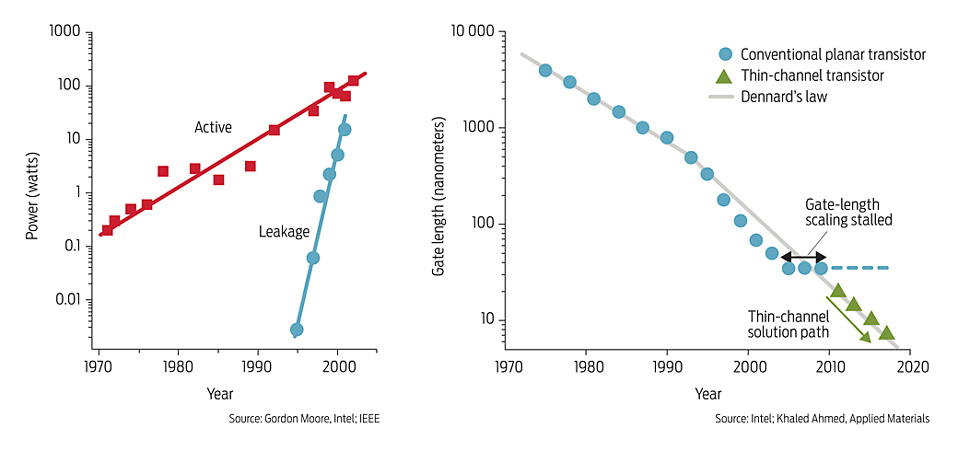 1000
100
10
1
0.1
0.01
Power (watts)
Active
Leakage
1970
1980
1990
2000
Year
Source: Gordon Moore, Intel; IEEE
10 000
1000
100
10
Gate length (nanometers)
Conventional planar transistor
Thin-channel transistor
Dennard's law
Gate-length
scaling stalled
Thin-channel
solution path
1970
1980
1990
2000
2010
2020
Year
Source: Intel; Khaled Ahmed, Applied Materials